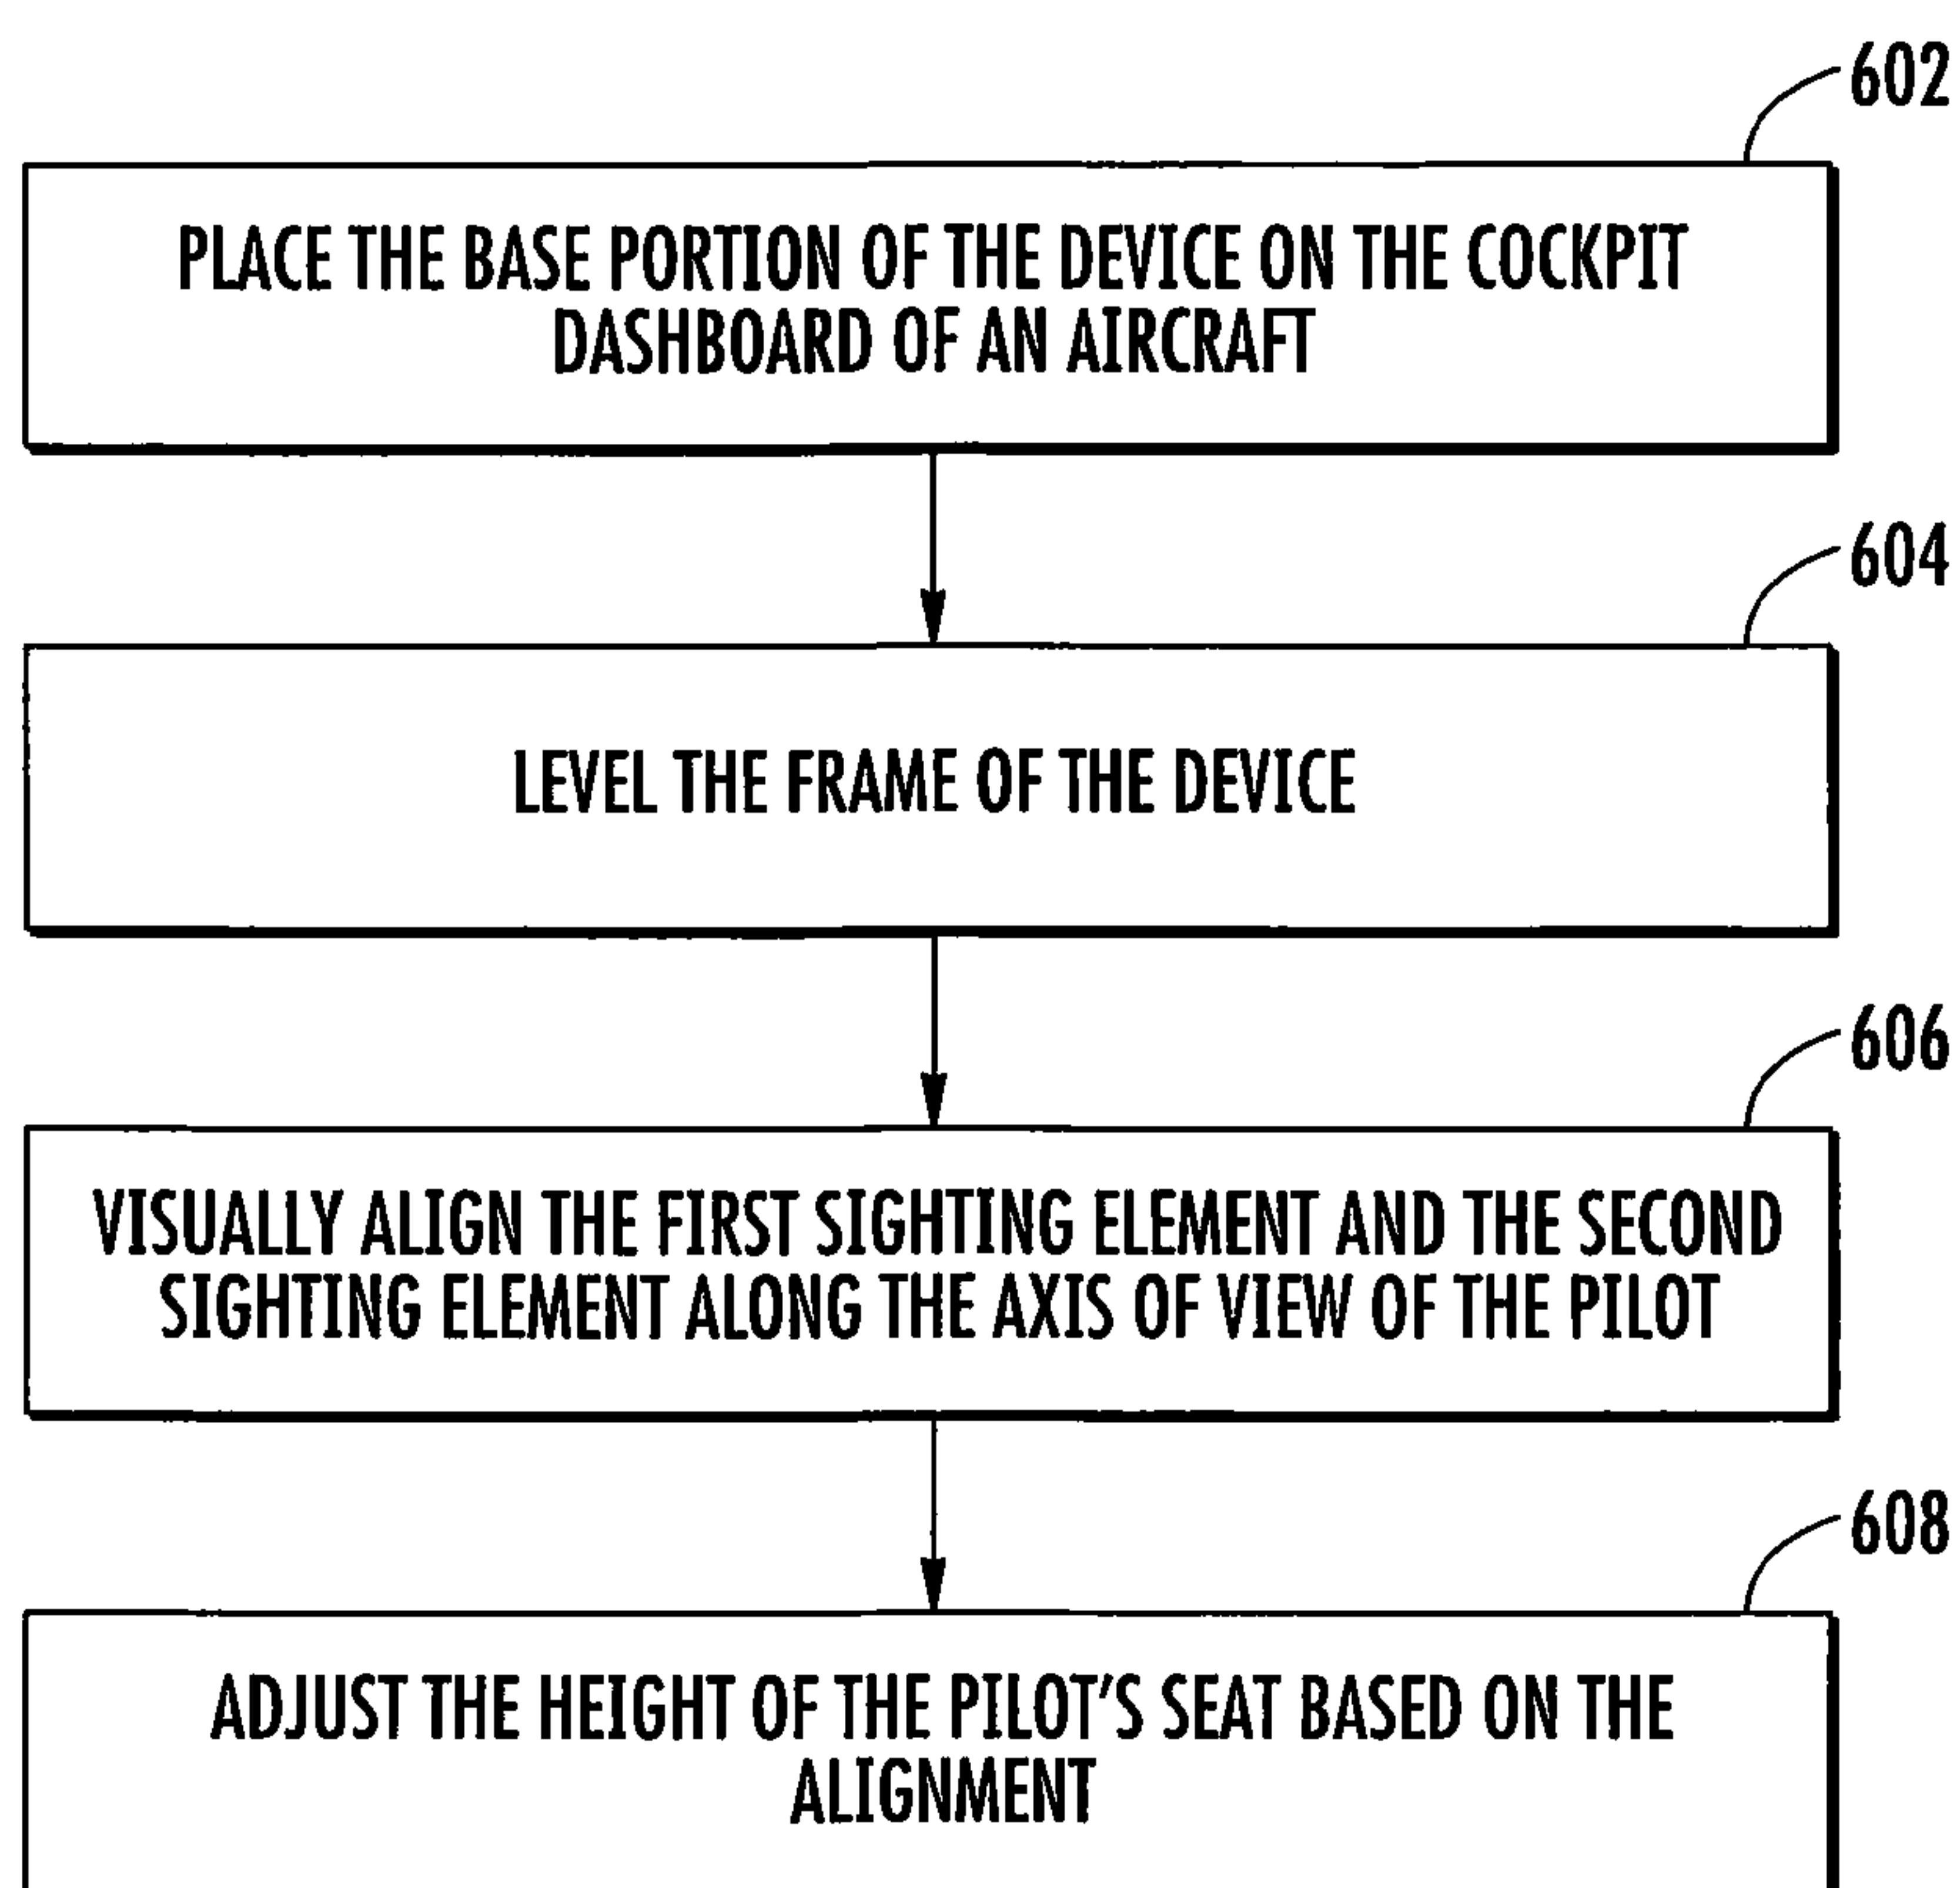 602
PLACE THE BASE PORTION OF THE DEVICE ON THE COCKPIT
DASHBOARD OF AN AIRCRAFT
604
LEVEL THE FRAME OF THE DEVICE
606
VISUALLY ALIGN THE FIRST SIGHTING ELEMENT AND THE SECOND
SIGHTING ELEMENT ALONG THE AXIS OF VIEW OF THE PILOT
608
ADJUST THE HEIGHT OF THE PILOT'S SEAT BASED ON THE
ALIGNMENT